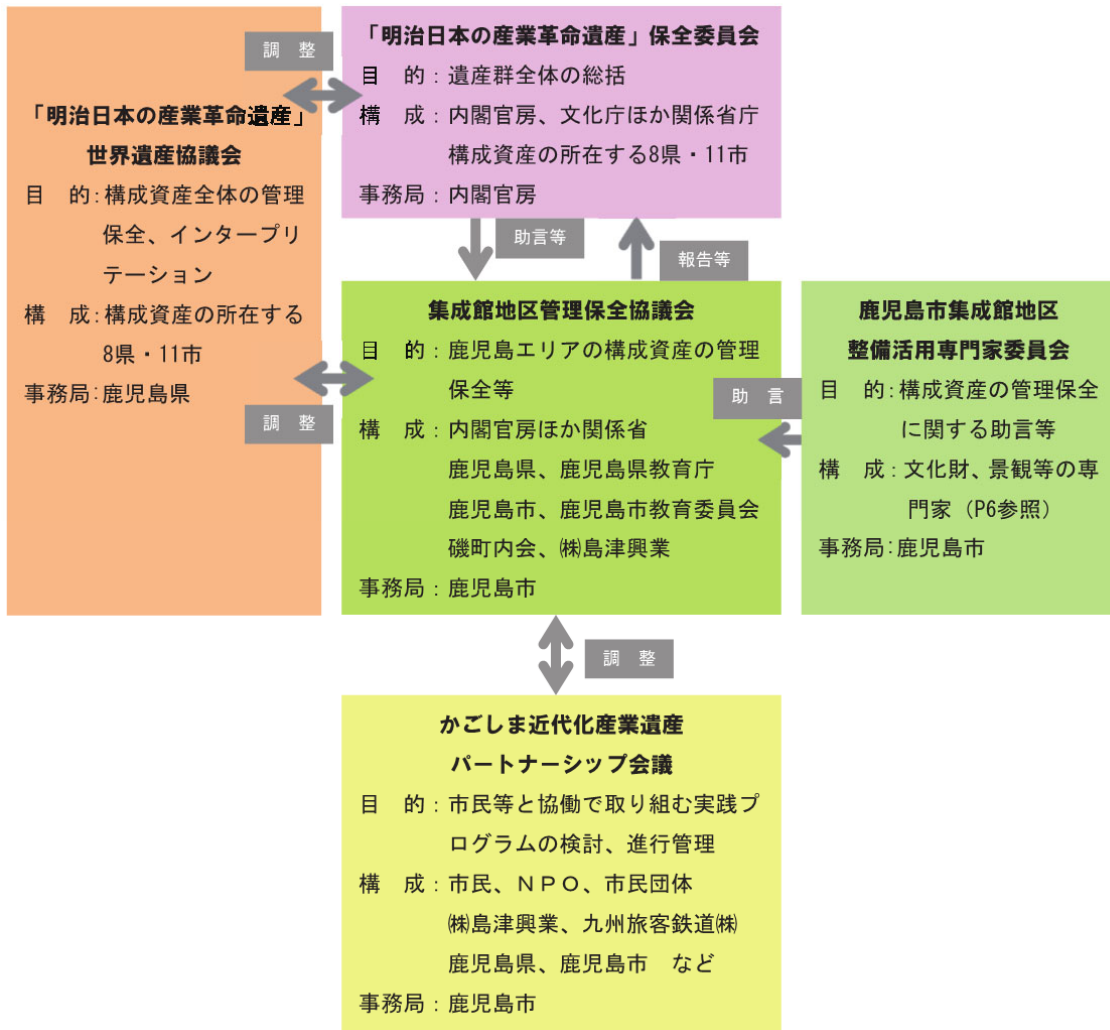 「明治日本の産業革命遺産」
世界遺産協議会
目　的：構成資産全体の管理
保全、インタープリ
テーション
構　成：構成資産の所在する
8県・11市
事務局：鹿児島県
調　整
「明治日本の産業革命遺産」保全委員会
目　的：遺産群全体の総括
構　成：内閣官房、文化庁ほか関係省庁
構成資産の所在する8県・11市
事務局：内閣官房
助言等
報告等
調　整
集成館地区管理保全協議会
目　的：鹿児島エリアの構成資産の管理
保全等
構　成：内閣官房ほか関係省
鹿児島県、鹿児島県教育庁
鹿児島市、鹿児島市教育委員会
磯町内会、㈱島津興業
事務局：鹿児島市
助　言
鹿児島市集成館地区
整備活用専門家委員会
目　的：構成資産の管理保全
に関する助言等
構　成：文化財、景観等の専
門家（P6参照）
事務局：鹿児島市
調　整
かごしま近代化産業遺産
パートナーシップ会議
目　的：市民等と協働で取り組む実践プ
ログラムの検討、進行管理
構　成：市民、ＮＰＯ、市民団体
㈱島津興業、九州旅客鉄道㈱
鹿児島県、鹿児島市　など
事務局：鹿児島市